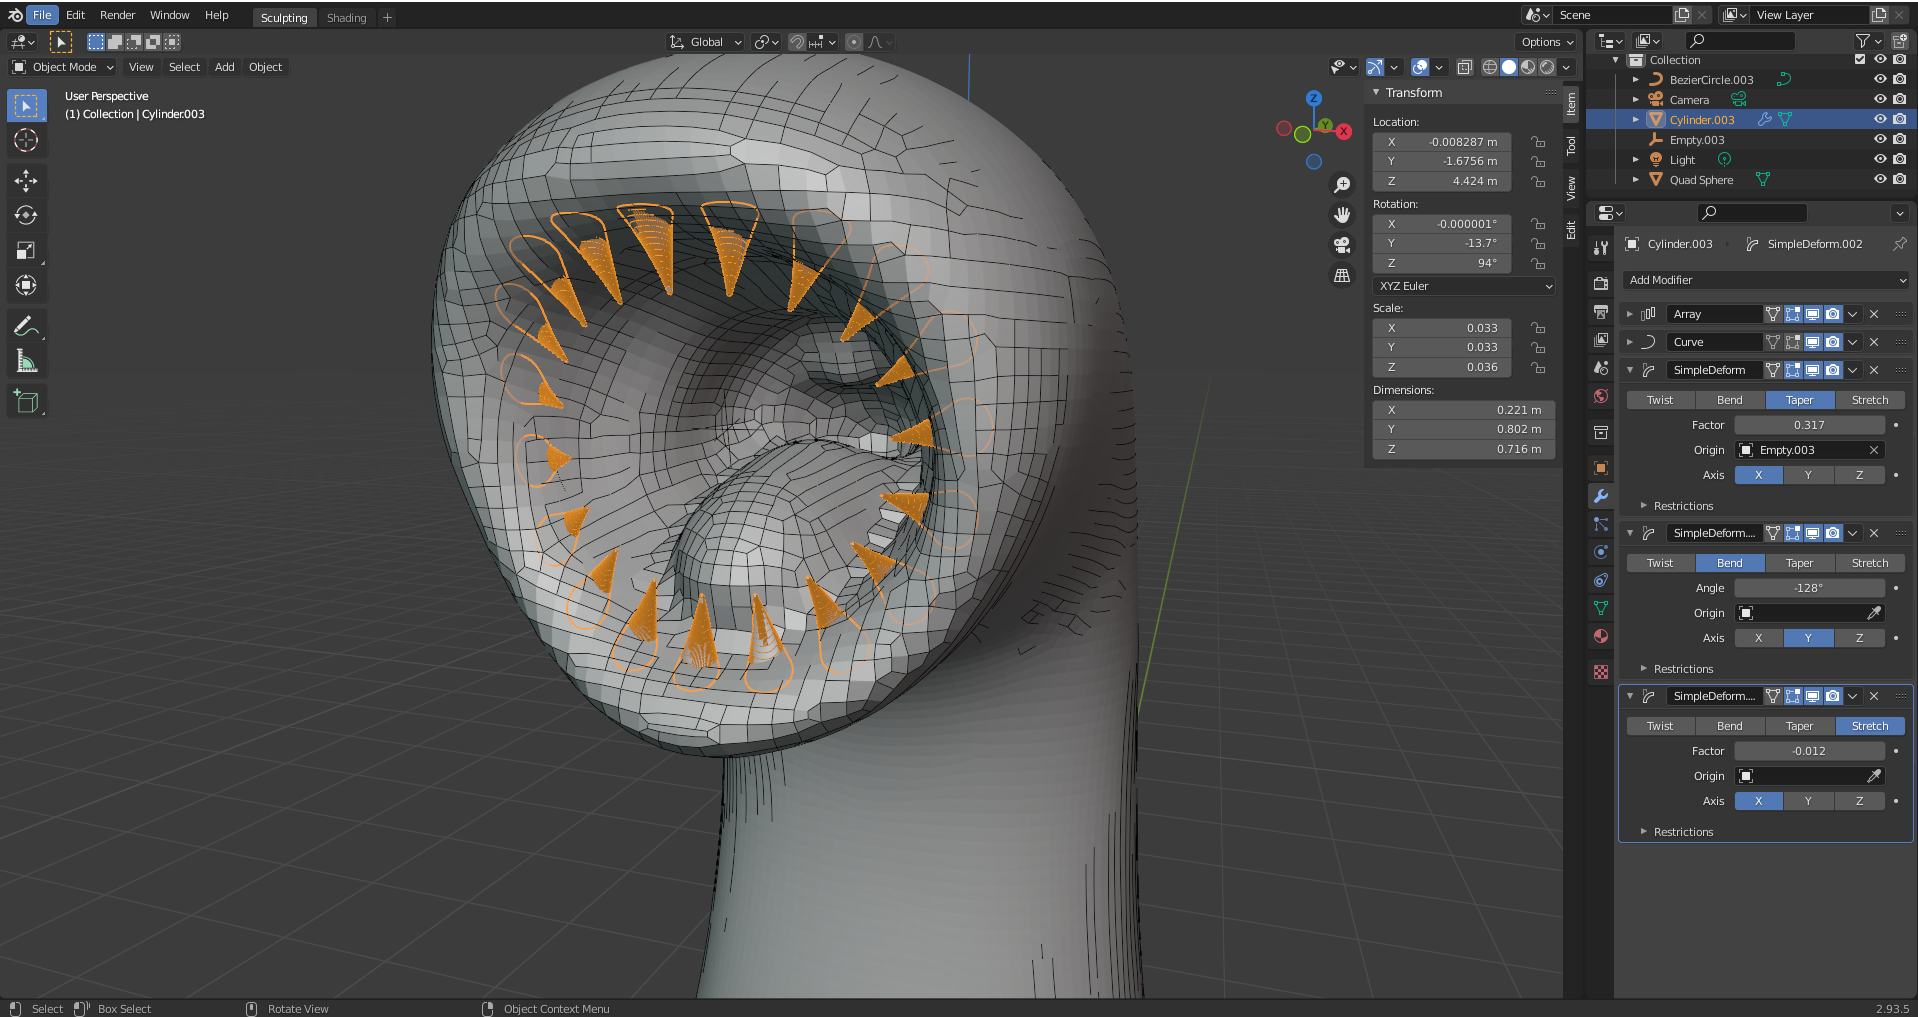 File Edit Render Window Help Sculpting Shading + Scene View Layer
Global Options
Object Mode View Select Add Object
User Perspective
(1) Collection | Cylinder.003
Z
Y
X
Transform
Location:
X -0.008287 m
Y -1.6756 m
Z 4.424 m
Rotation:
X -0.000001°
Y -13.7°
Z 94°
XYZ Euler
Scale:
X 0.033
Y 0.033
Z 0.036
Dimensions:
X 0.221 m
Y 0.802 m
Z 0.716 m
Item
Tool
View
Edit
Collection
BezierCircle.003
Camera
Cylinder.003
Empty.003
Light
Quad Sphere
Cylinder.003 SimpleDeform.002
Add Modifier
Array
Curve
SimpleDeform
Twist Bend Taper Stretch
Factor 0.317
Origin Empty.003
Axis X Y Z
Restrictions
SimpleDeform....
Twist Bend Taper Stretch
Angle -128°
Origin
Axis X Y Z
Restrictions
SimpleDeform....
Twist Bend Taper Stretch
Factor -0.012
Origin
Axis X Y Z
Restrictions
Select Box Select Rotate View Object Context Menu 2.93.5